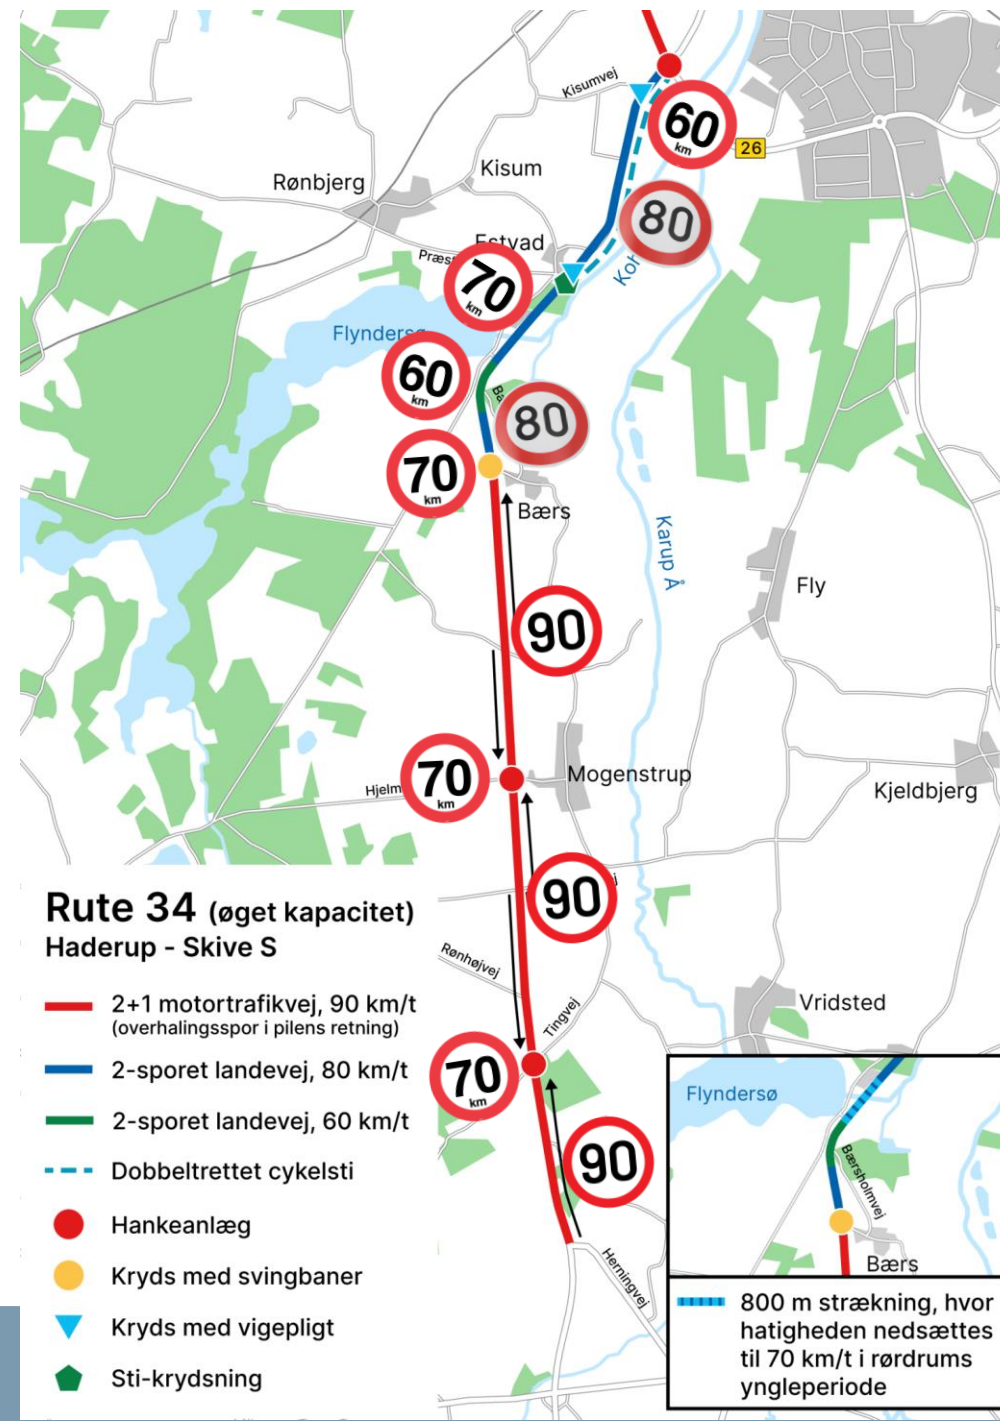 Kisumvej
60
km
26
Kisum
Rønbjerg
80
Estvad
70
km
Flyndersø
60
km
80
70
km
Bærs
Karup Å
Fly
90
70
km
Mogenstrup
Kjeldbjerg
90
Rønhøjvej
Tingvej
Vridsted
70
km
90
Herningvej
Rute 34 (øget kapacitet)
Haderup - Skive S
2+1 motortrafikvej, 90 km/t
(overhalingsspor i pilens retning)
2-sporet landevej, 80 km/t
2-sporet landevej, 60 km/t
Dobbeltrettet cykelsti
Hankeanlæg
Kryds med svingbaner
Kryds med vigepligt
Sti-krydsning
Flyndersø
Bærsholmvej
Bærs
800 m strækning, hvor
hatigheden nedsættes
til 70 km/t i rørdrums
yngleperiode